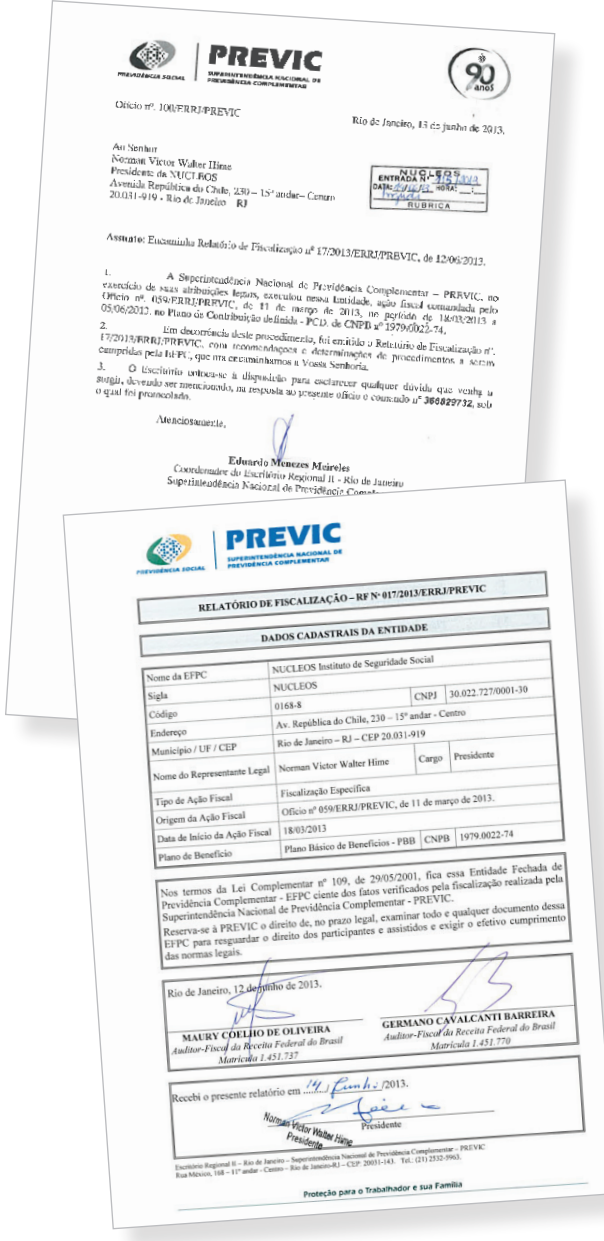 PREVIDÊNCIA SOCIAL
PREVIC
SUPERINTENDÊNCIA NACIONAL DE
PREVIDÊNCIA COMPLEMENTAR
90
anos
Ofício nº. 100/ERRJ/PREVIC
Rio de Janeiro, 13 de junho de 2013.
Ao Senhor
Norman Victor Walter Hime
Presidente da NUCLEOS
Avenida República do Chile, 230 – 15º andar– Centro
20.031-919 - Rio de Janeiro – RJ
NUCLEOS
ENTRADA Nº
DATA: HORA:
RUBRICA
Assunto: Encaminha Relatório de Fiscalização nº 17/2013/ERRJ/PREVIC, de 12/06/2013.
1. A Superintendência Nacional de Previdência Complementar – PREVIC, no
exercício de suas atribuições legais, executou nessa Entidade, ação fiscal comandada pelo
Ofício nº. 059/ERRJ/PREVIC, de 11 de março de 2013, no período de 18/03/2013 a
05/06/2013, no Plano de Contribuição definida - PCD, de CNPB nº 1979.0022-74.
2. Em decorrência deste procedimento, foi emitido o Relatório de Fiscalização nº.
17/2013/ERRJ/PREVIC, com recomendações e determinações de procedimentos a serem
cumpridas pela EFPC, que ora encaminhamos a Vossa Senhoria.
3. O Escritório coloca-se à disposição para esclarecer qualquer dúvida que venha a
surgir, devendo ser mencionado, na resposta ao presente ofício o comando nº 366829732, sob
o qual foi protocolado.
Atenciosamente,
Eduardo Menezes Meireles
Coordenador do Escritório Regional II - Rio de Janeiro
Superintendência Nacional de Previdência
PREVIDÊNCIA SOCIAL
PREVIC
SUPERINTENDÊNCIA NACIONAL DE
PREVIDÊNCIA COMPLEMENTAR
RELATÓRIO DE FISCALIZAÇÃO – RF Nº 017/2013/ERRJ/PREVIC
DADOS CADASTRAIS DA ENTIDADE
Nome da EFPC NUCLEOS Instituto de Seguridade Social
Sigla NUCLEOS
Código 0168-8 CNPJ 30.022.727/0001-30
Endereço Av. República do Chile, 230 – 15º andar - Centro
Município / UF / CEP Rio de Janeiro – RJ – CEP 20.031-919
Nome do Representante Legal Norman Victor Walter Hime Cargo Presidente
Tipo de Ação Fiscal Fiscalização Específica
Origem da Ação Fiscal Ofício nº 059/ERRJ/PREVIC, de 11 de março de 2013.
Data de Início da Ação Fiscal 18/03/2013
Plano de Benefício Plano Básico de Benefícios - PBB CNPB 1979.0022-74
Nos termos da Lei Complementar nº 109, de 29/05/2001, fica essa Entidade Fechada de
Previdência Complementar - EFPC ciente dos fatos verificados pela fiscalização realizada pela
Superintendência Nacional de Previdência Complementar - PREVIC.
Reserva-se à PREVIC o direito de, no prazo legal, examinar todo e qualquer documento dessa
EFPC para resguardar o direito dos participantes e assistidos e exigir o efetivo cumprimento
das normas legais.
Rio de Janeiro, 12 de junho de 2013.
MAURY COELHO DE OLIVEIRA
Auditor-Fiscal da Receita Federal do Brasil
Matrícula 1.451.737
GERMANO CAVALCANTI BARREIRA
Auditor-Fiscal da Receita Federal do Brasil
Matrícula 1.451.770
Recebi o presente relatório em 14/junho/2013.
Presidente
Norman Victor Walter Hime
Presidente
Escritório Regional II – Rio de Janeiro – Superintendência Nacional de Previdência Complementar – PREVIC
Rua México, 168 – 11º andar - Centro – Rio de Janeiro-RJ – CEP: 20031-143. Tel.: (21) 2532-5963.
Proteção para o Trabalhador e sua Família